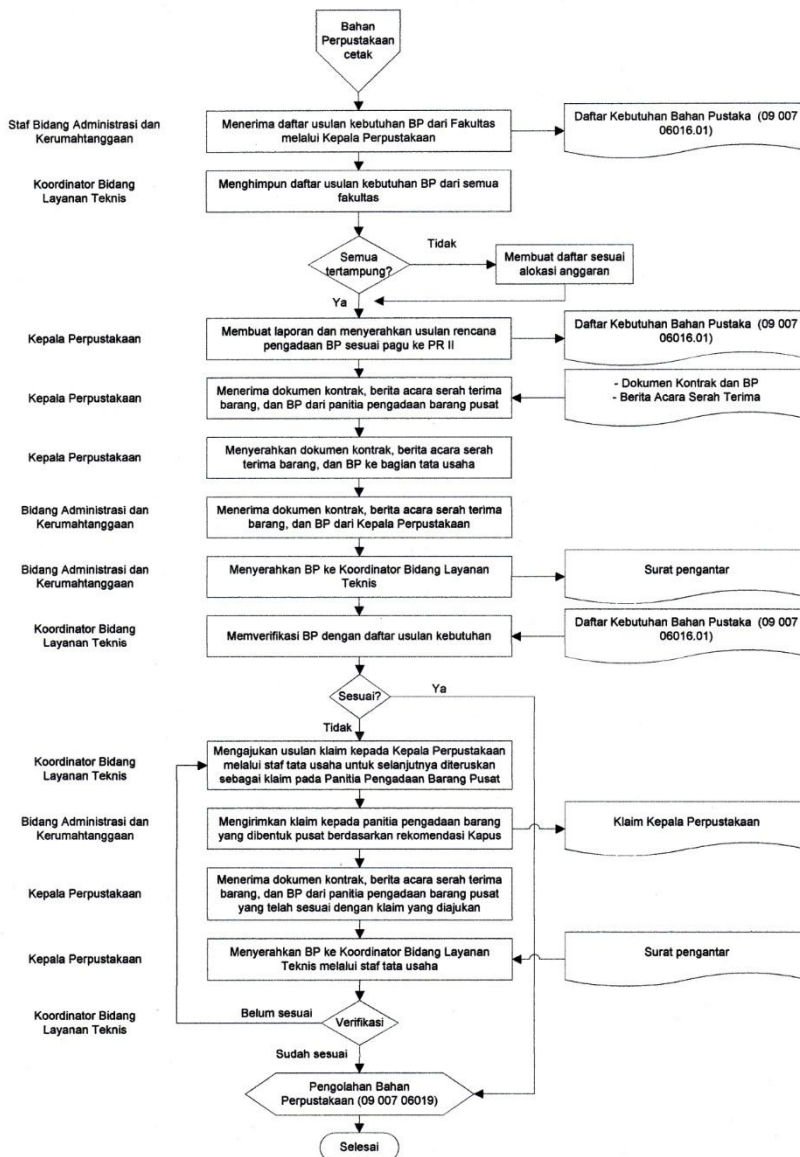 Bahan
Perpustakaan
cetak
Staf Bidang Administrasi dan
Kerumahtanggaan
Menerima daftar usulan kebutuhan BP dari Fakultas
melalui Kepala Perpustakaan
Daftar Kebutuhan Bahan Pustaka (09 007
06016.01)
Koordinator Bidang
Layanan Teknis
Menghimpun daftar usulan kebutuhan BP dari semua
fakultas
Semua
tertampung?
Tidak
Membuat daftar sesuai
alokasi anggaran
Ya
Kepala Perpustakaan
Membuat laporan dan menyerahkan usulan rencana
pengadaan BP sesuai pagu ke PR II
Daftar Kebutuhan Bahan Pustaka (09 007
06016.01)
Kepala Perpustakaan
Menerima dokumen kontrak, berita acara serah terima
barang, dan BP dari panitia pengadaan barang pusat
- Dokumen Kontrak dan BP
- Berita Acara Serah Terima
Kepala Perpustakaan
Menyerahkan dokumen kontrak, berita acara serah
terima barang, dan BP ke bagian tata usaha
Bidang Administrasi dan
Kerumahtanggaan
Menerima dokumen kontrak, berita acara serah terima
barang, dan BP dari Kepala Perpustakaan
Bidang Administrasi dan
Kerumahtanggaan
Menyerahkan BP ke Koordinator Bidang Layanan
Teknis
Surat pengantar
Koordinator Bidang
Layanan Teknis
Memverifikasi BP dengan daftar usulan kebutuhan
Daftar Kebutuhan Bahan Pustaka (09 007
06016.01)
Sesuai?
Ya
Tidak
Koordinator Bidang
Layanan Teknis
Mengajukan usulan klaim kepada Kepala Perpustakaan
melalui staf tata usaha untuk selanjutnya diteruskan
sebagai klaim pada Panitia Pengadaan Barang Pusat
Bidang Administrasi dan
Kerumahtanggaan
Mengirimkan klaim kepada panitia pengadaan barang
yang dibentuk pusat berdasarkan rekomendasi Kapus
Klaim Kepala Perpustakaan
Kepala Perpustakaan
Menerima dokumen kontrak, berita acara serah terima
barang, dan BP dari panitia pengadaan barang pusat
yang telah sesuai dengan klaim yang diajukan
Kepala Perpustakaan
Menyerahkan BP ke Koordinator Bidang Layanan
Teknis melalui staf tata usaha
Surat pengantar
Koordinator Bidang
Layanan Teknis
Belum sesuai
Verifikasi
Sudah sesuai
Pengolahan Bahan
Perpustakaan (09 007 06019)
Selesai